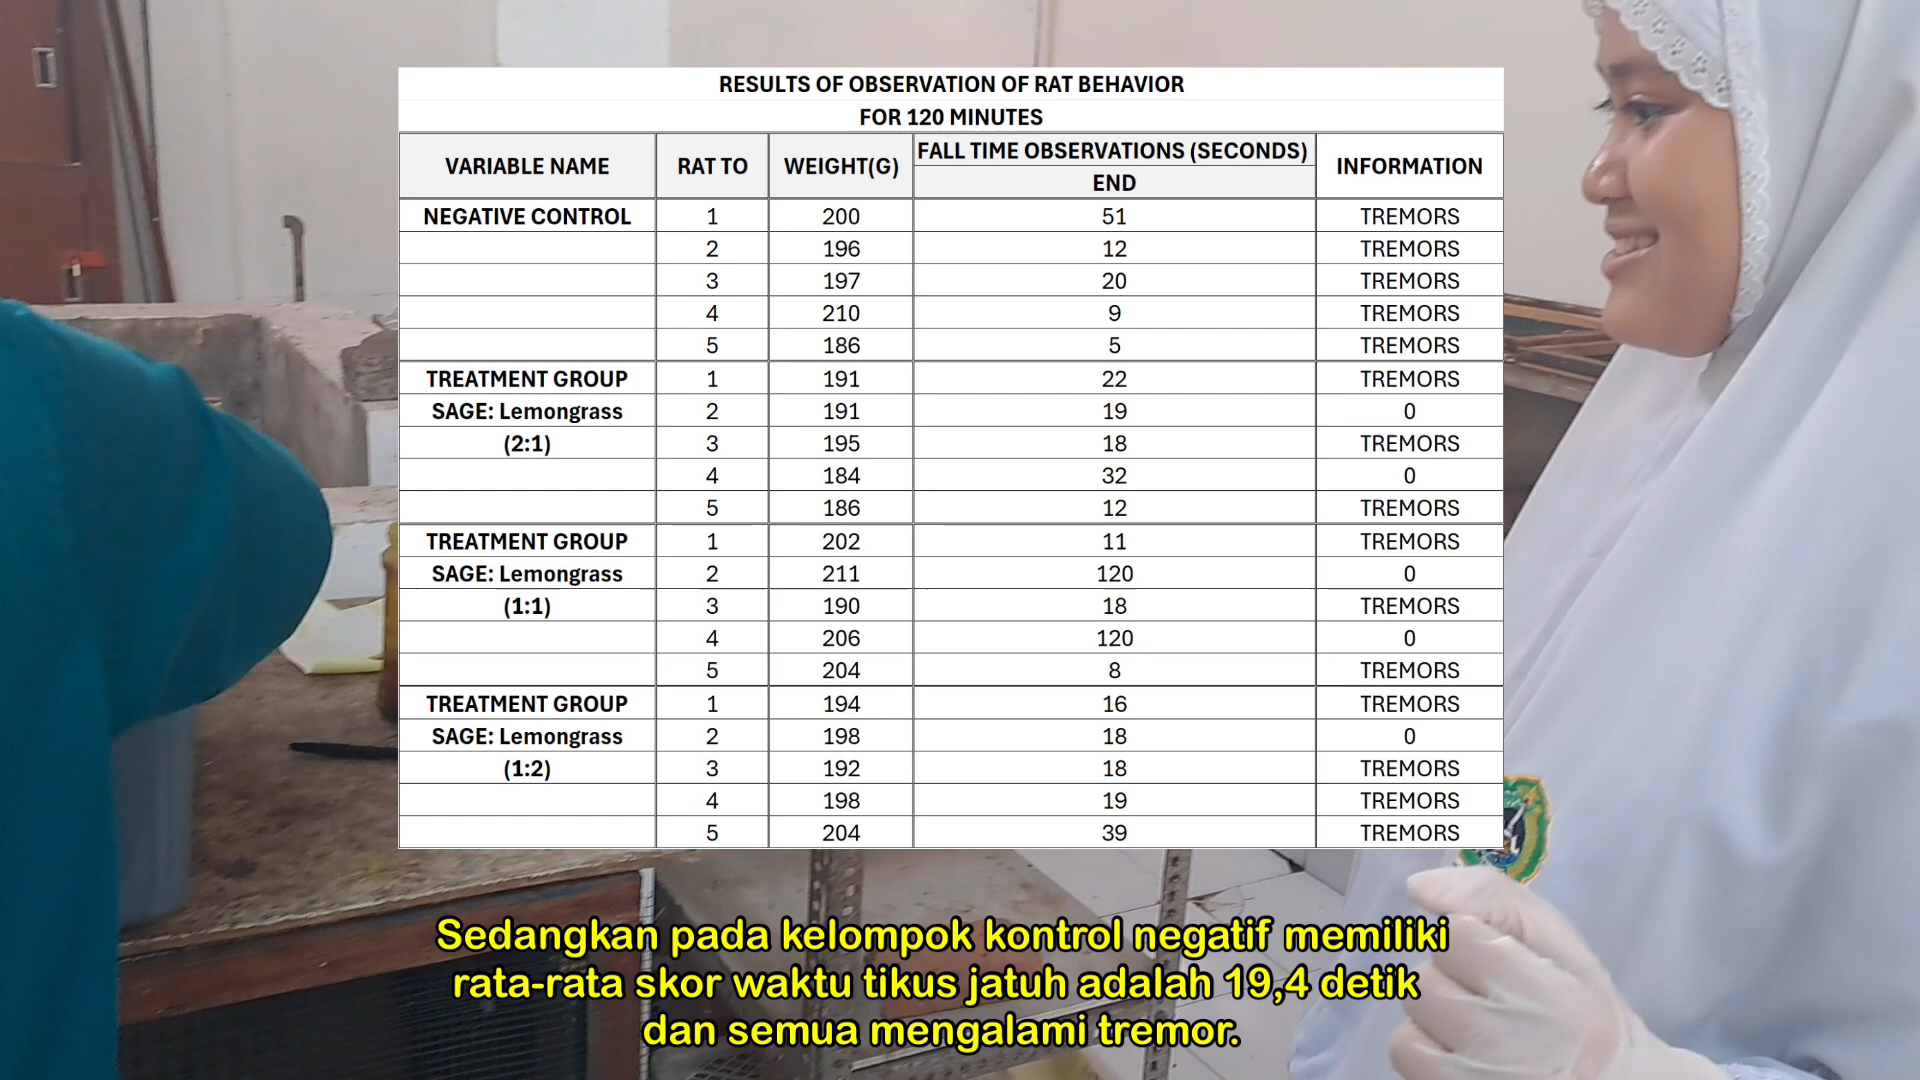 RESULTS OF OBSERVATION OF RAT BEHAVIOR
FOR 120 MINUTES
VARIABLE NAME RAT TO WEIGHT(G) FALL TIME OBSERVATIONS (SECONDS) INFORMATION
END
NEGATIVE CONTROL 1 200 51 TREMORS
2 196 12 TREMORS
3 197 20 TREMORS
4 210 9 TREMORS
5 186 5 TREMORS
TREATMENT GROUP 1 191 22 TREMORS
SAGE: Lemongrass 2 191 19 0
(2:1) 3 195 18 TREMORS
4 184 32 0
5 186 12 TREMORS
TREATMENT GROUP 1 202 11 TREMORS
SAGE: Lemongrass 2 211 120 0
(1:1) 3 190 18 TREMORS
4 206 120 0
5 204 8 TREMORS
TREATMENT GROUP 1 194 16 TREMORS
SAGE: Lemongrass 2 198 18 0
(1:2) 3 192 18 TREMORS
4 198 19 TREMORS
5 204 39 TREMORS
Sedangkan pada kelompok kontrol negatif memiliki
rata-rata skor waktu tikus jatuh adalah 19,4 detik
dan semua mengalami tremor.